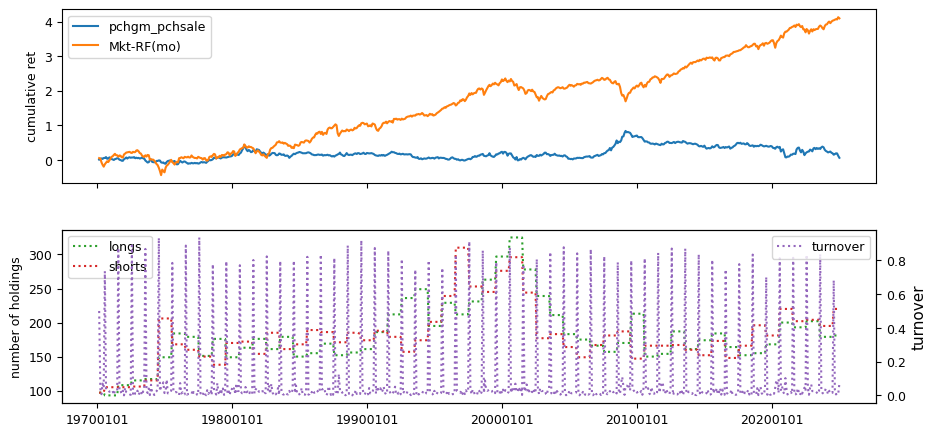 cumulative ret
4
3
2
1
0
pchgm_pchsale
Mkt-RF(mo)
number of holdings
300
250
200
150
100
longs
shorts
turnover
0.8
0.6
0.4
0.2
0.0
turnover
19700101
19800101
19900101
20000101
20100101
20200101